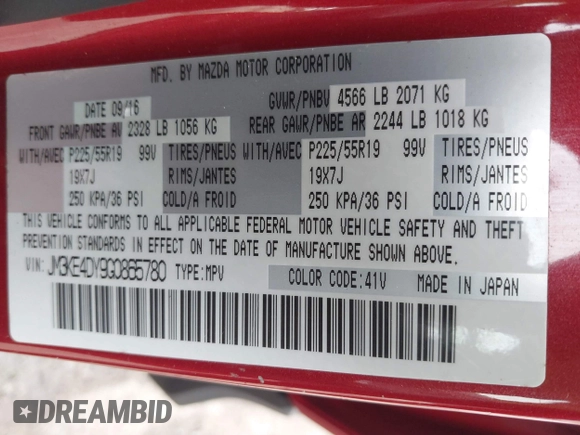 MFD. BY MAZDA MOTOR CORPORATION
DATE 09/16 GVWR/PNBV 4566 LB 2071 KG
FRONT GAWR/PNBE AV 2328 LB 1056 KG REAR GAWR/PNBE AR 2244 LB 1018 KG
WITH/AVEC P225/55R19 99V TIRES/PNEUS WITH/AVEC P225/55R19 99V TIRES/PNEUS
19X7J RIMS/JANTES 19X7J RIMS/JANTES
250 KPA/36 PSI COLD/A FROID 250 KPA/36 PSI COLD/A FROID
THIS VEHICLE CONFORMS TO ALL APPLICABLE FEDERAL MOTOR VEHICLE SAFETY AND THEFT
PREVENTION STANDARDS IN EFFECT ON THE DATE OF MANUFACTURE SHOWN ABOVE.
VIN: JM3KE4DY9G0865780 TYPE:MPV COLOR CODE:41V MADE IN JAPAN
DREAMBID